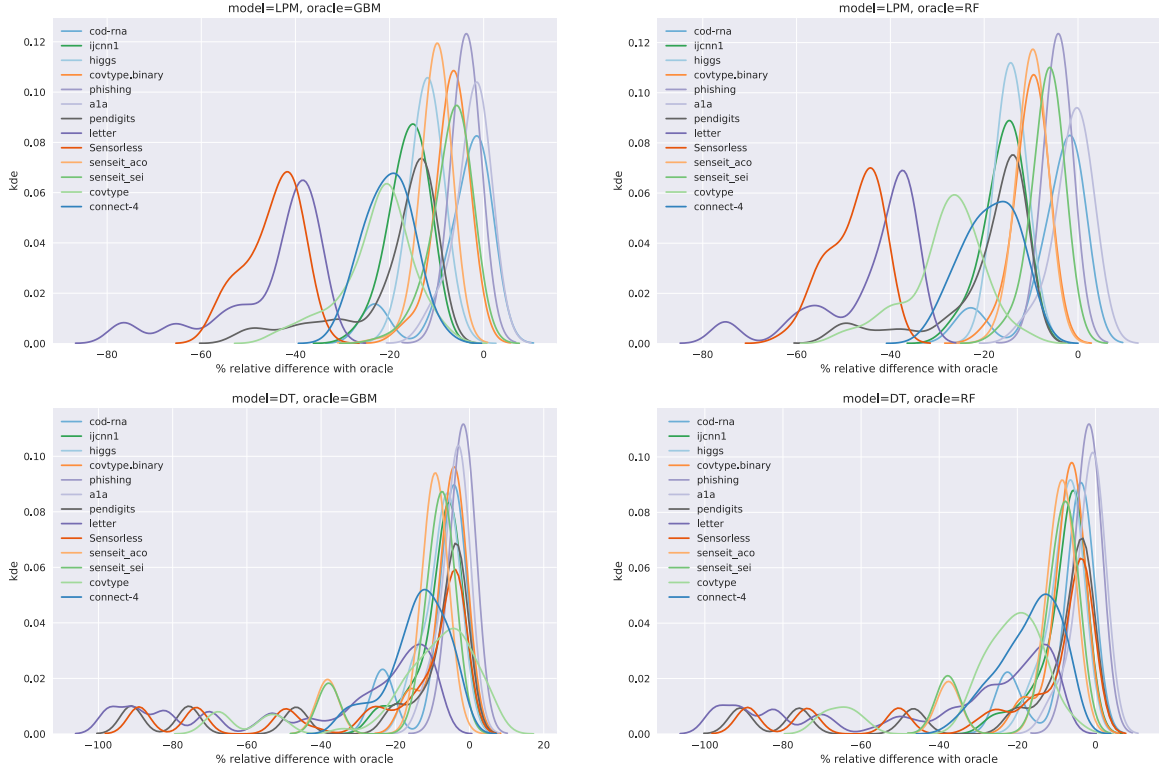 model=LPM, oracle=GBM
0.12
0.10
0.08
0.06
0.04
0.02
0.00
kde
cod-rna
ijcnn1
higgs
covtype.binary
phishing
a1a
pendigits
letter
Sensorless
senseit_aco
senseit_sei
covtype
connect-4
−80 −60 −40 −20 0
% relative difference with oracle
model=LPM, oracle=RF
0.12
0.10
0.08
0.06
0.04
0.02
0.00
kde
cod-rna
ijcnn1
higgs
covtype.binary
phishing
a1a
pendigits
letter
Sensorless
senseit_aco
senseit_sei
covtype
connect-4
−80 −60 −40 −20 0
% relative difference with oracle
model=DT, oracle=GBM
0.10
0.08
0.06
0.04
0.02
0.00
kde
cod-rna
ijcnn1
higgs
covtype.binary
phishing
a1a
pendigits
letter
Sensorless
senseit_aco
senseit_sei
covtype
connect-4
−100 −80 −60 −40 −20 0 20
% relative difference with oracle
model=DT, oracle=RF
0.10
0.08
0.06
0.04
0.02
0.00
kde
cod-rna
ijcnn1
higgs
covtype.binary
phishing
a1a
pendigits
letter
Sensorless
senseit_aco
senseit_sei
covtype
connect-4
−100 −80 −60 −40 −20 0
% relative difference with oracle